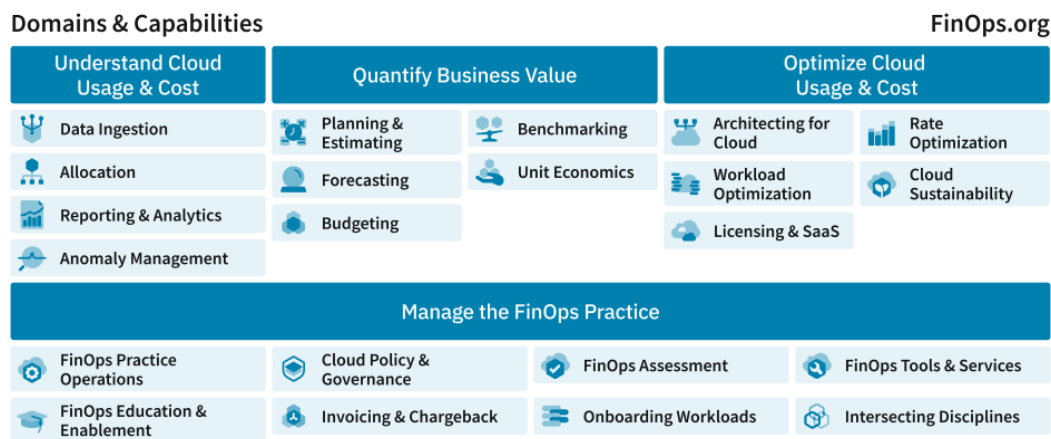 Domains & Capabilities
FinOps.org
Understand Cloud
Usage & Cost
Quantify Business Value
Optimize Cloud
Usage & Cost
Data Ingestion
Allocation
Reporting & Analytics
Anomaly Management
Planning &
Estimating
Forecasting
Budgeting
Benchmarking
Unit Economics
Architecting for
Cloud
Workload
Optimization
Licensing & SaaS
Rate
Optimization
Cloud
Sustainability
Manage the FinOps Practice
FinOps Practice
Operations
Cloud Policy &
Governance
FinOps Assessment
FinOps Tools & Services
FinOps Education &
Enablement
Invoicing & Chargeback
Onboarding Workloads
Intersecting Disciplines